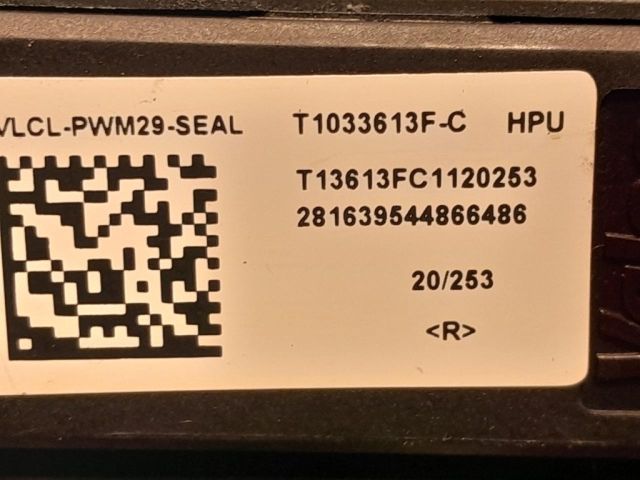 VLCL-PWM29-SEAL T1033613F-C HPU
T13613FC1120253
281639544866486
20/253
<R>